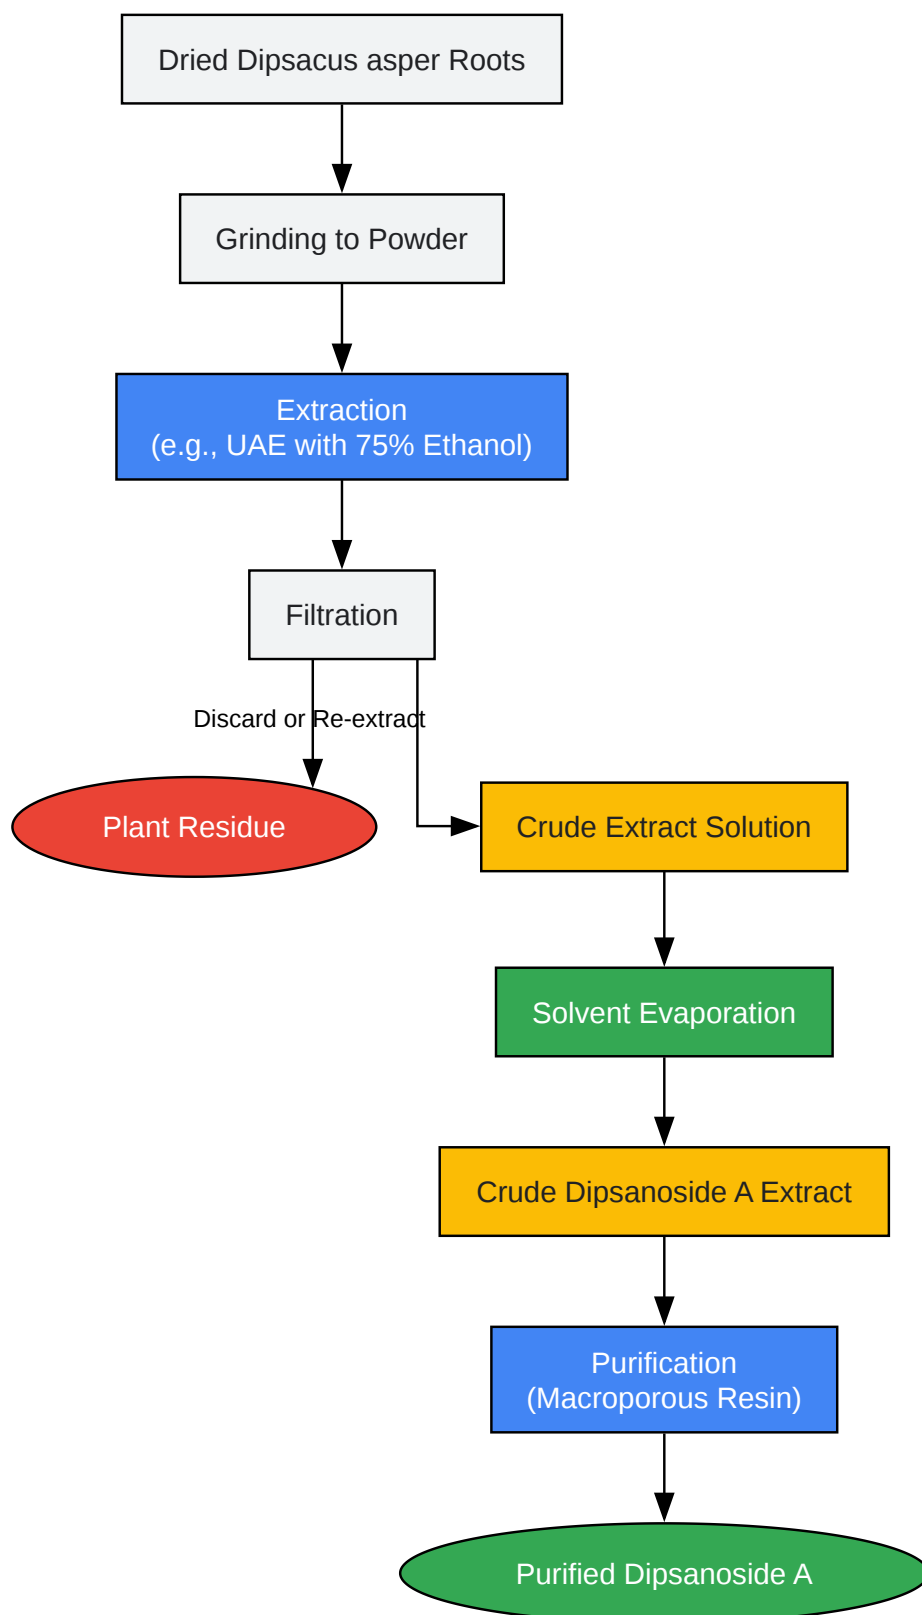 Dried Dipsacus asper Roots
Grinding to Powder
Extraction
(e.g., UAE with 75% Ethanol)
Filtration
Discard or Re-extract
Plant Residue
Crude Extract Solution
Solvent Evaporation
Crude Dipsanoside A Extract
Purification
(Macroporous Resin)
Purified Dipsanoside A